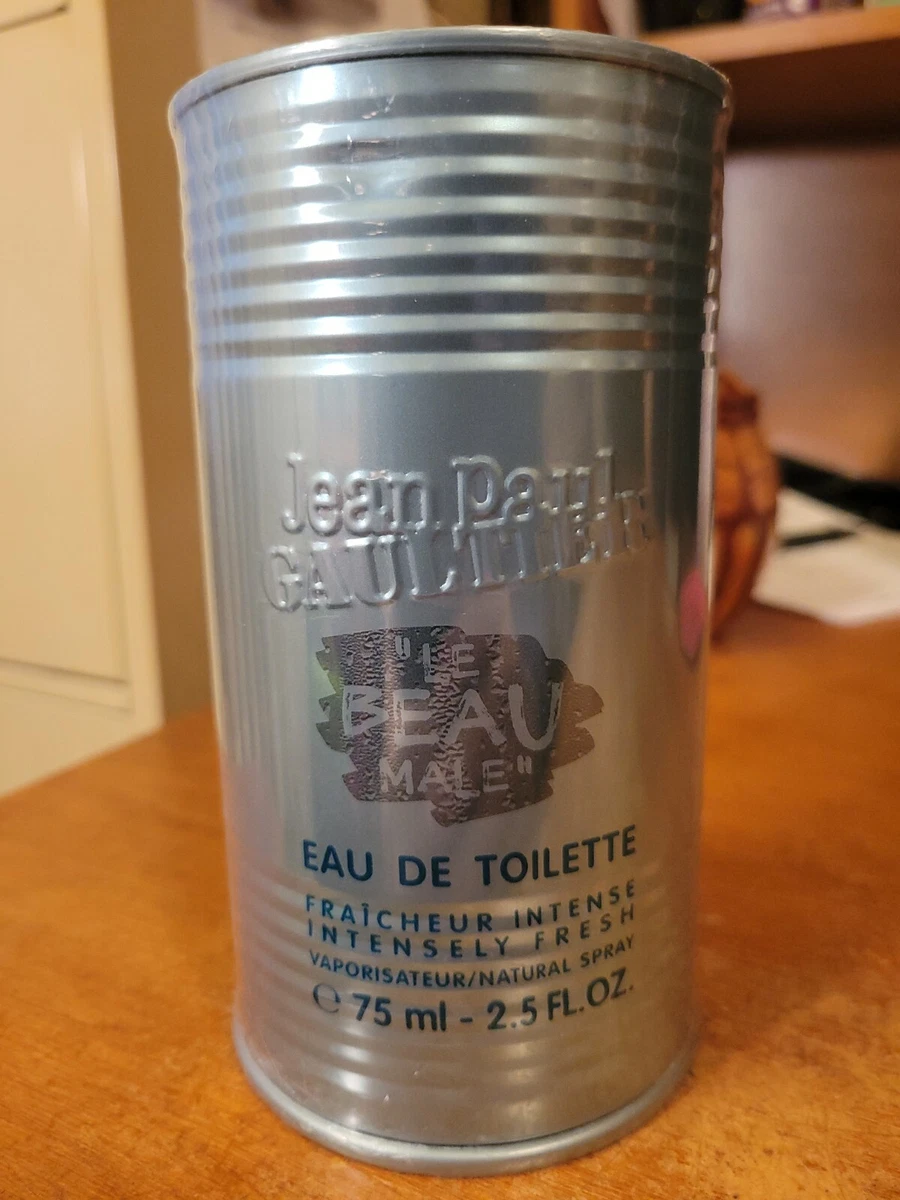 Jean Paul
GAULTIER
"LE
BEAU
MALE"
EAU DE TOILETTE
FRAÎCHEUR INTENSE
INTENSELY FRESH
VAPORISATEUR/NATURAL SPRAY
℮ 75 ml - 2.5 FL.OZ.